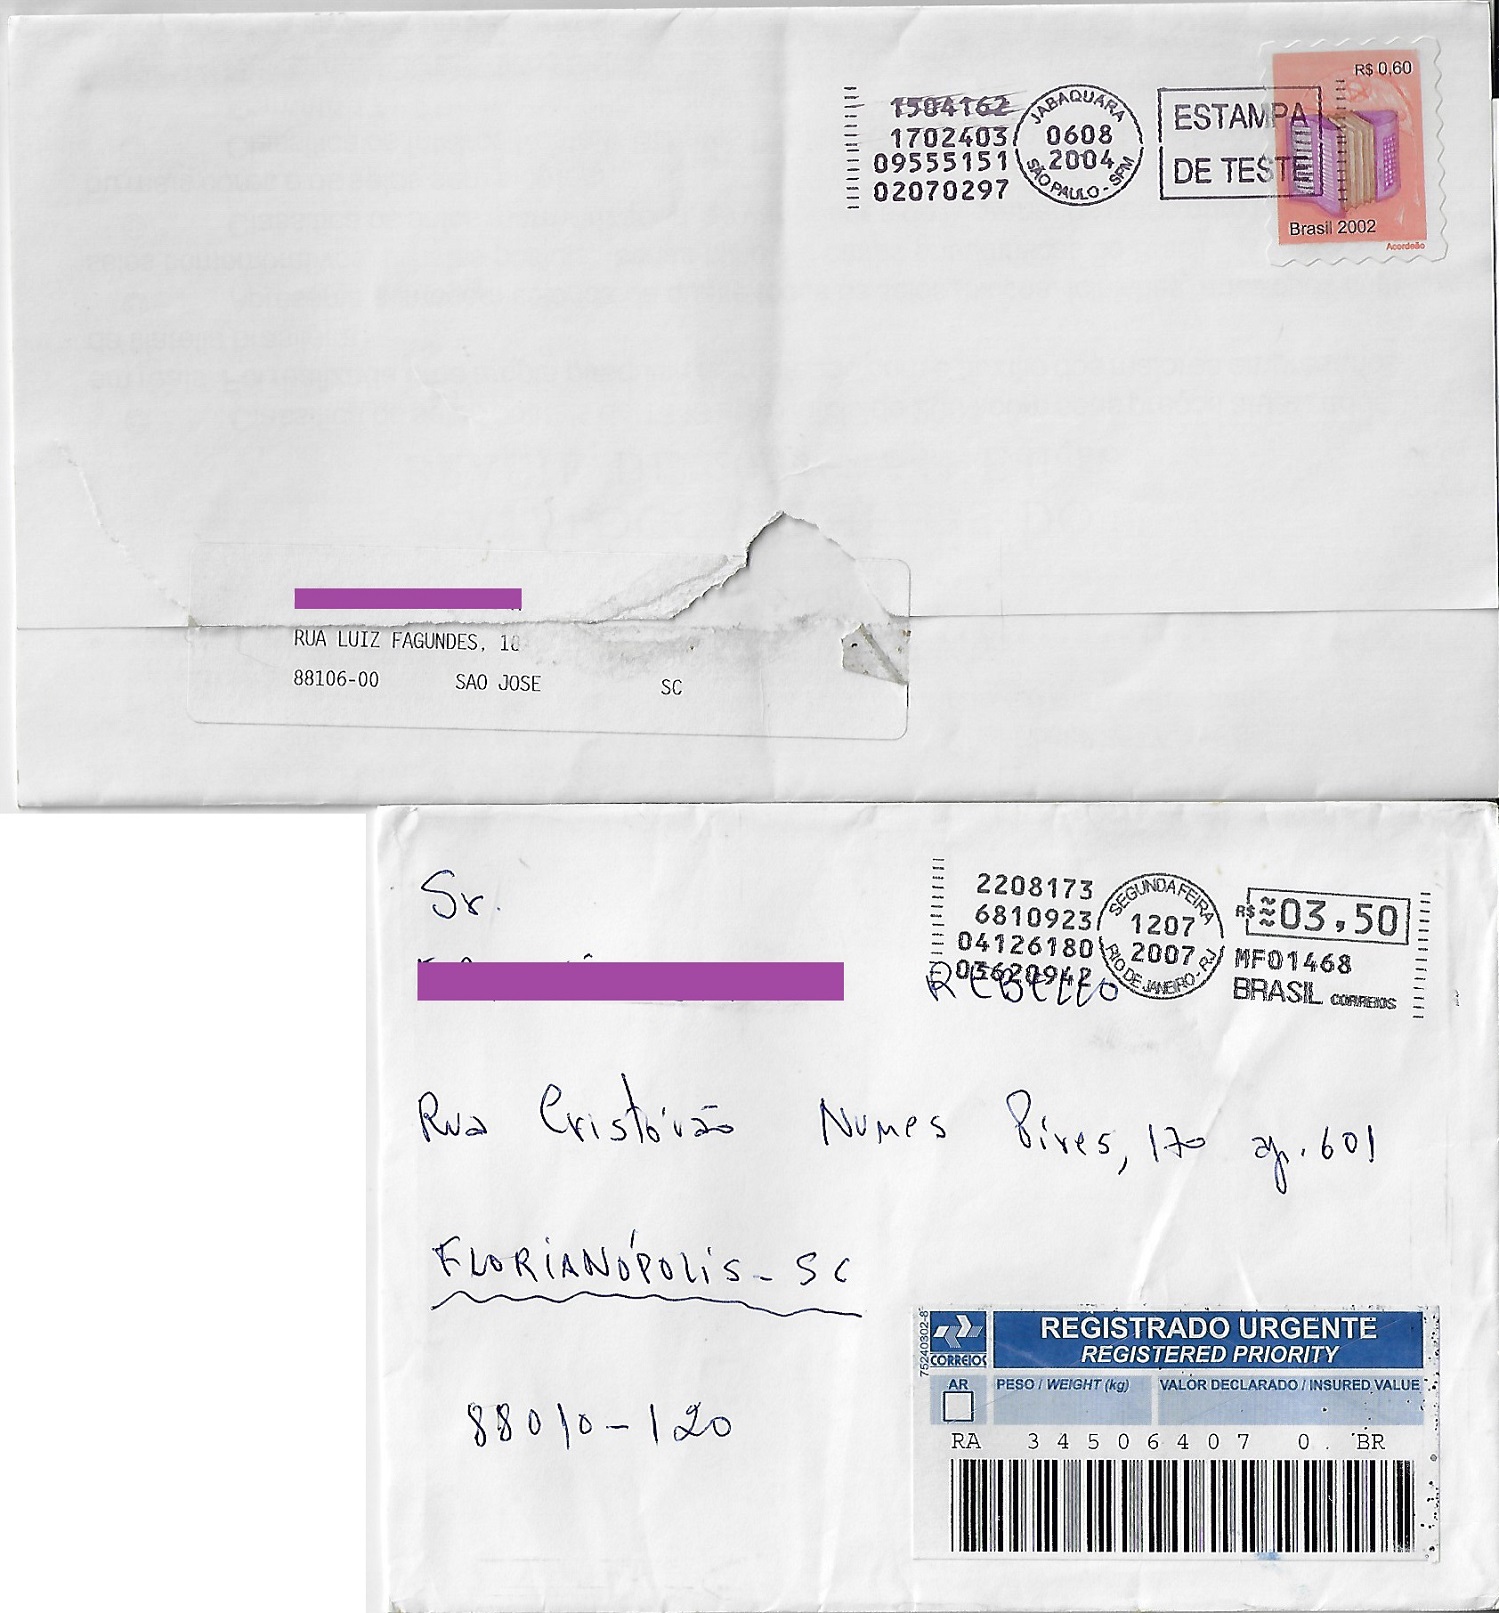 R$ 0,60
1504162
1702403
09555151
02070297
JABAQUARA
0608
2004
SÃO PAULO - SPM
ESTAMPA
DE TESTE
Brasil 2002
Acordeão
RUA LUIZ FAGUNDES, 10
88106-00 SAO JOSE SC
Sr.
2208173
6810923
04126180
03620942
SEGUNDA FEIRA
1207
2007
RIO DE JANEIRO - RJ
R$ ≈03,50
MF01468
BRASIL CORREIOS
REBELLO
Rua Cristóvão Nunes Pires, 170 ap. 601
FLORIANÓPOLIS - SC
88010-120
75240302-8
CORREIOS
REGISTRADO URGENTE
REGISTERED PRIORITY
AR PESO / WEIGHT (kg) VALOR DECLARADO / INSURED VALUE
RA 34506407 0 BR